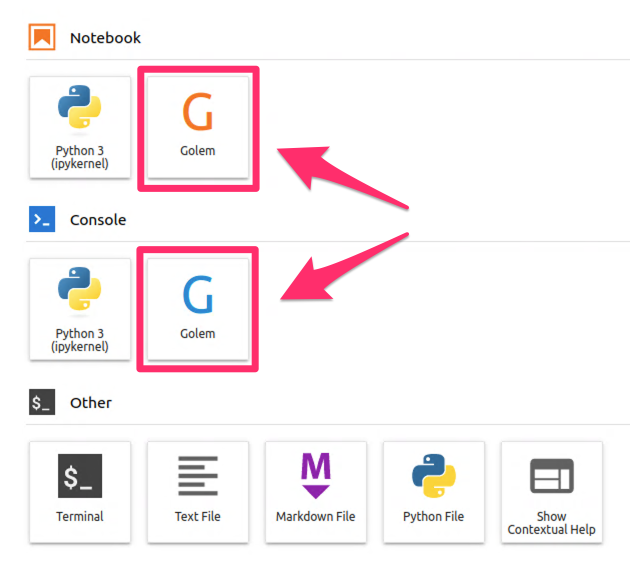 Notebook
Python 3
(ipykernel)
G
Golem
>_
Console
Python 3
(ipykernel)
G
Golem
$_
Other
$_
Terminal
Text File
M
Markdown File
Python File
Show
Contextual Help